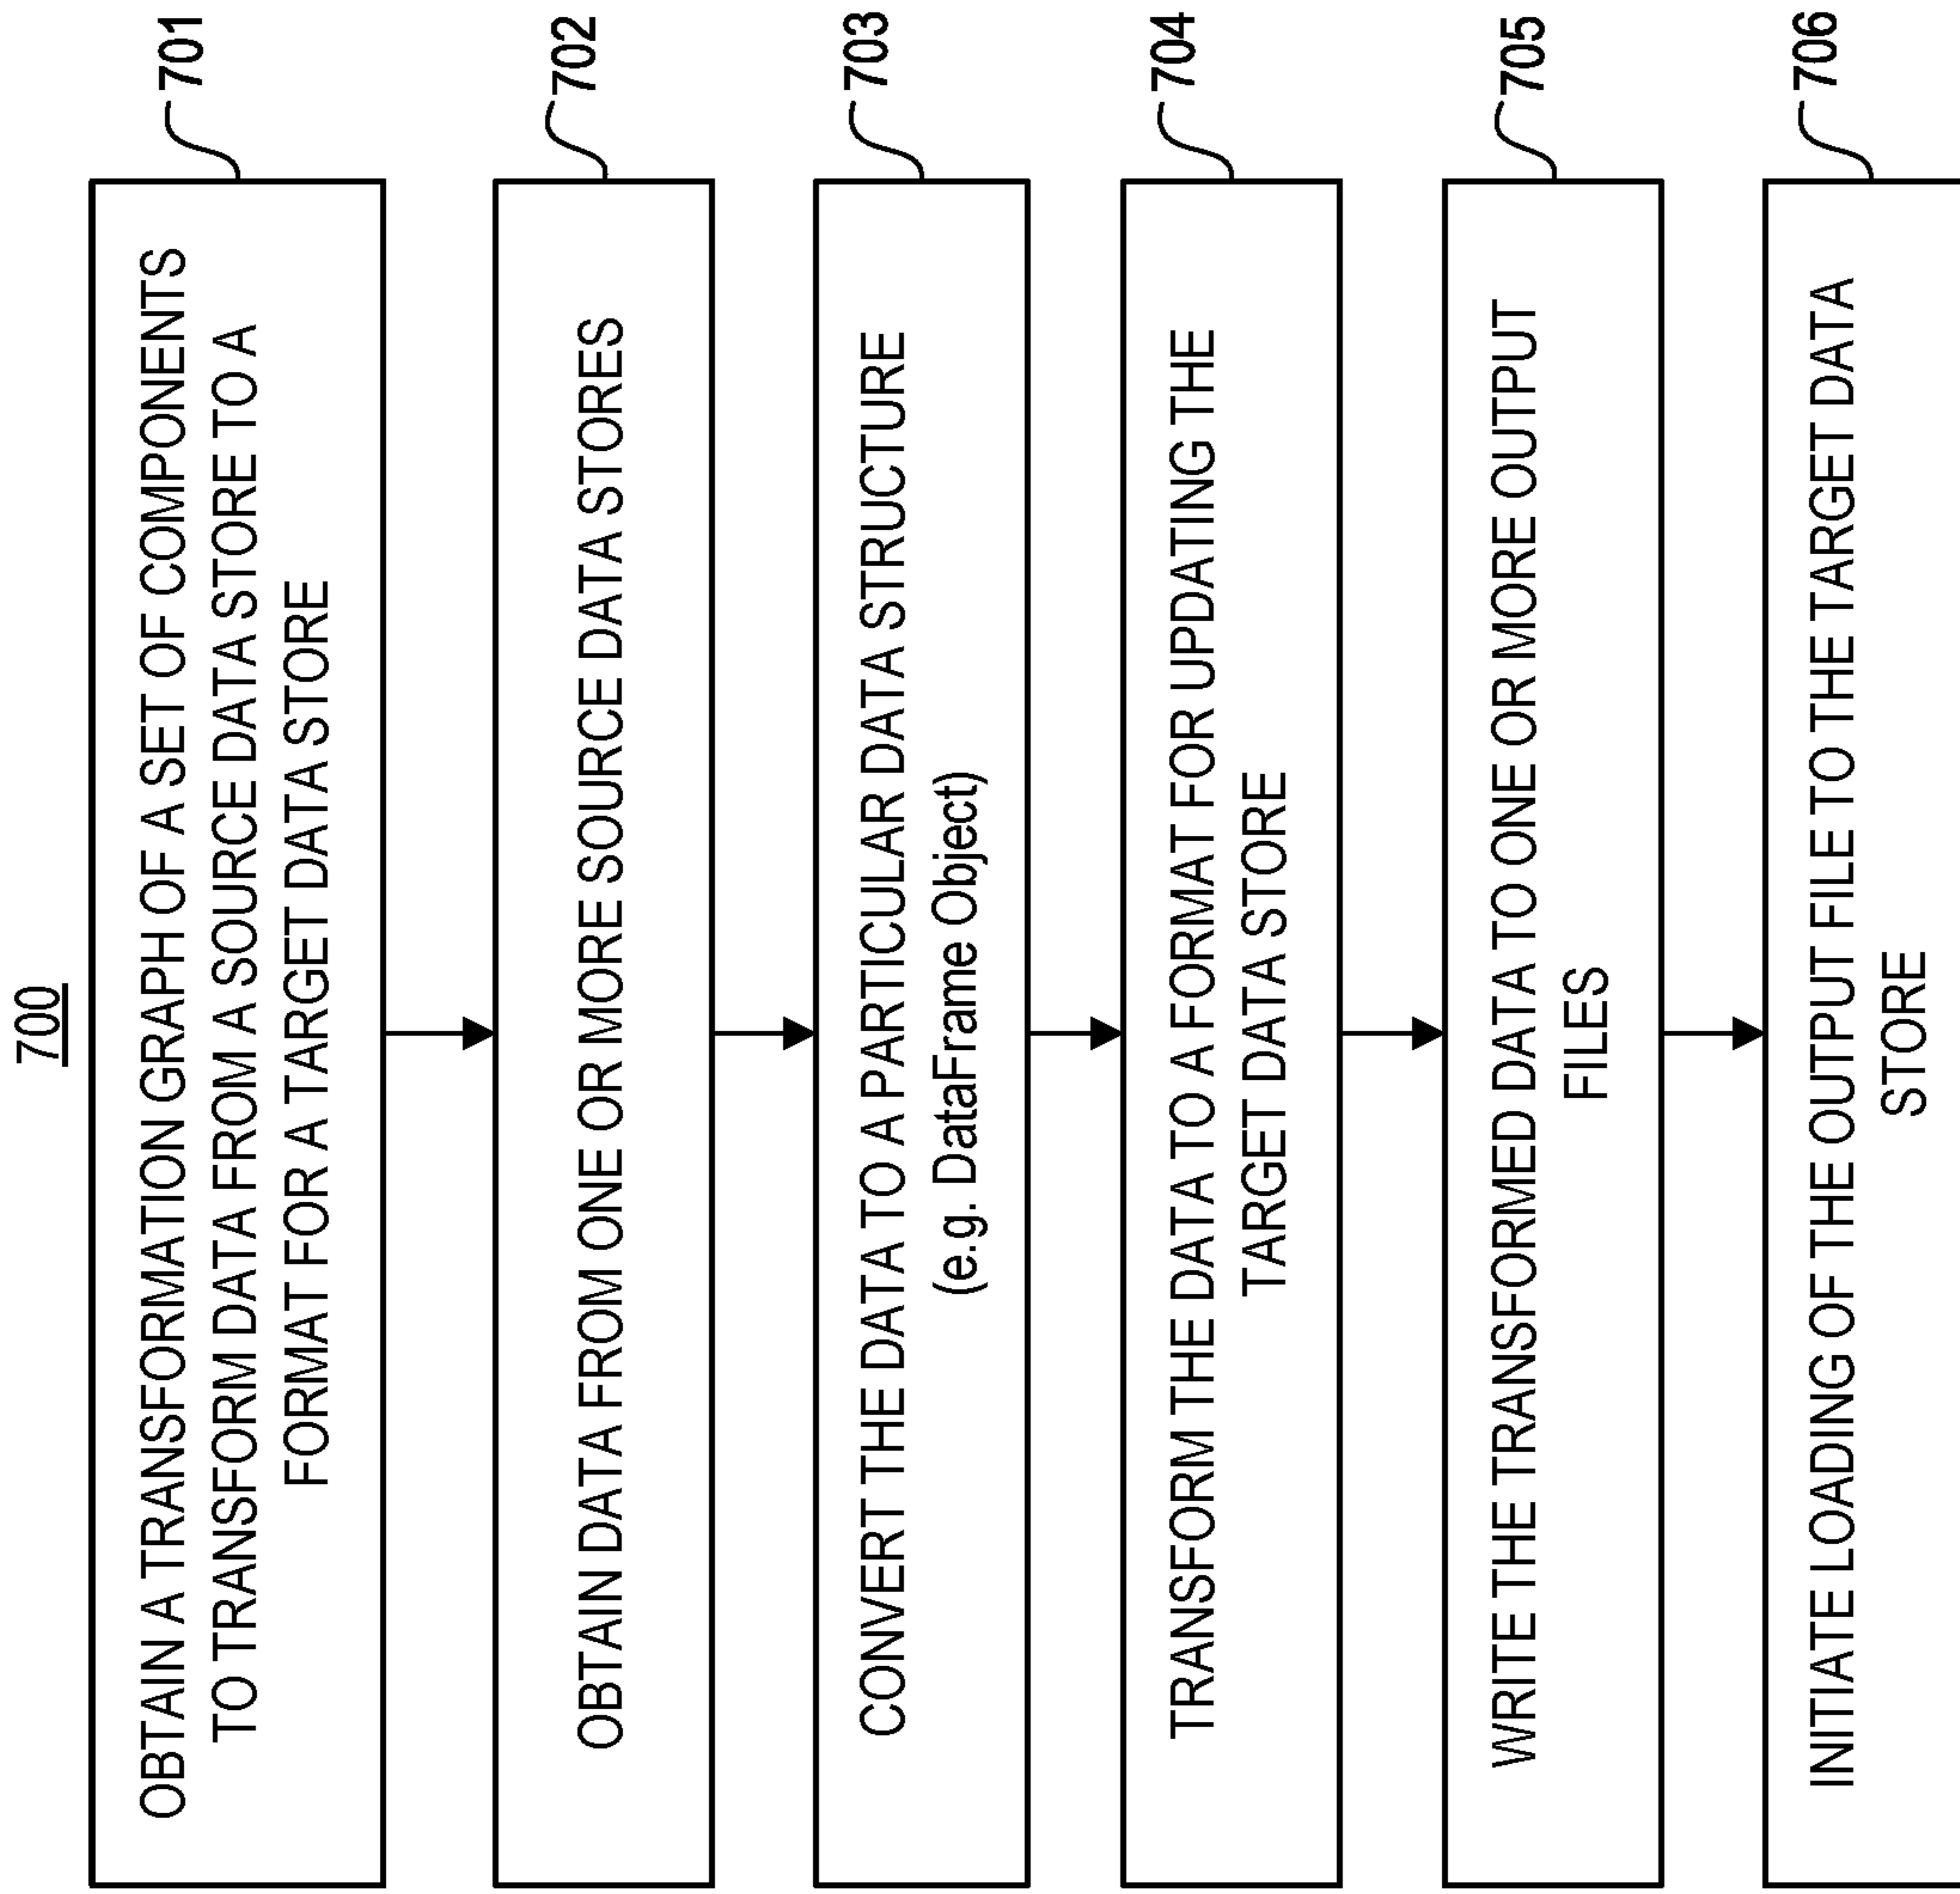 700
OBTAIN A TRANSFORMATION GRAPH OF A SET OF COMPONENTS
TO TRANSFORM DATA FROM A SOURCE DATA STORE TO A
FORMAT FOR A TARGET DATA STORE
701
OBTAIN DATA FROM ONE OR MORE SOURCE DATA STORES
702
CONVERT THE DATA TO A PARTICULAR DATA STRUCTURE
(e.g. DataFrame Object)
703
TRANSFORM THE DATA TO A FORMAT FOR UPDATING THE
TARGET DATA STORE
704
WRITE THE TRANSFORMED DATA TO ONE OR MORE OUTPUT
FILES
705
INITIATE LOADING OF THE OUTPUT FILE TO THE TARGET DATA
STORE
706